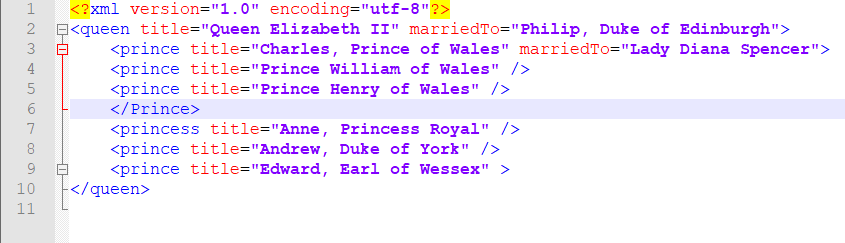 1 <?xml version="1.0" encoding="utf-8"?>
2 <queen title="Queen Elizabeth II" marriedTo="Philip, Duke of Edinburgh">
3     <prince title="Charles, Prince of Wales" marriedTo="Lady Diana Spencer">
4     <prince title="Prince William of Wales" />
5     <prince title="Prince Henry of Wales" />
6     </Prince>
7     <princess title="Anne, Princess Royal" />
8     <prince title="Andrew, Duke of York" />
9     <prince title="Edward, Earl of Wessex" >
10 </queen>
11